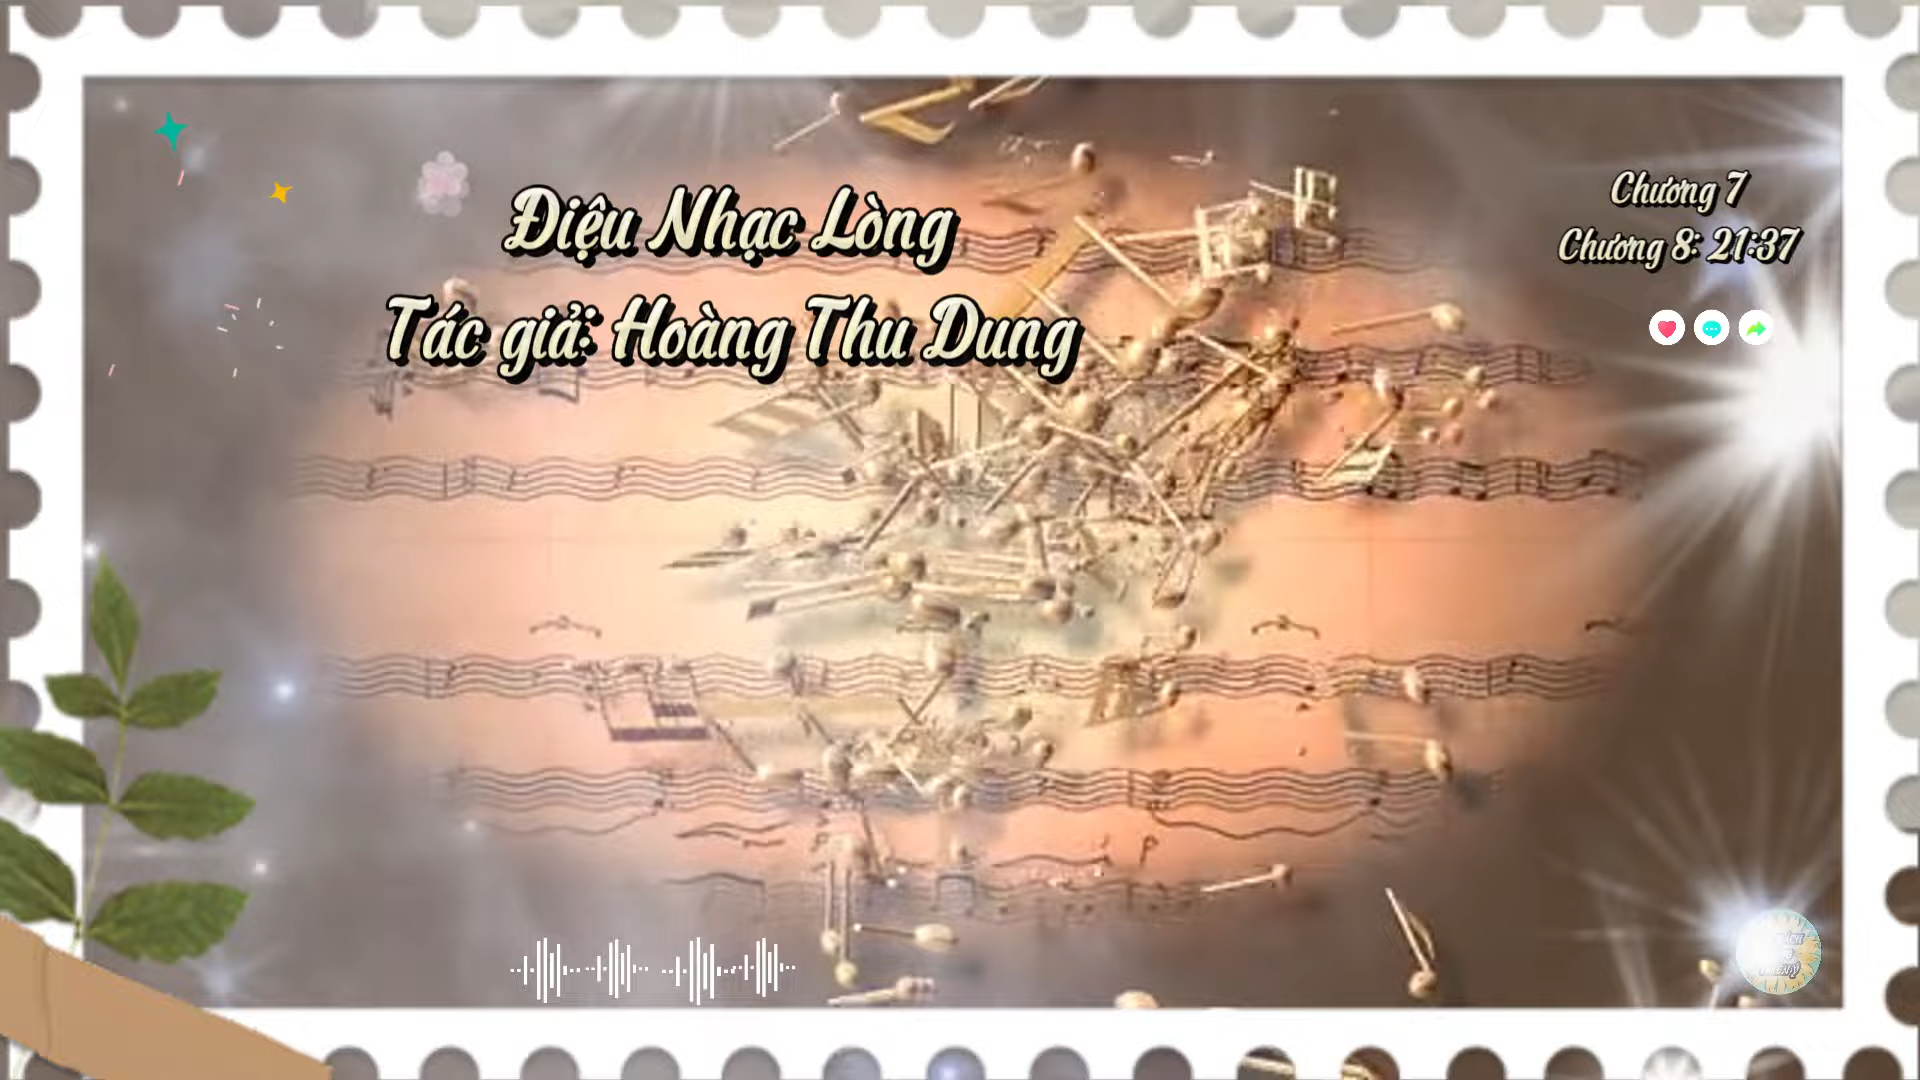 Điệu Nhạc Lòng
Tác giả: Hoàng Thu Dung
Chương 7
Chương 8: 21:37